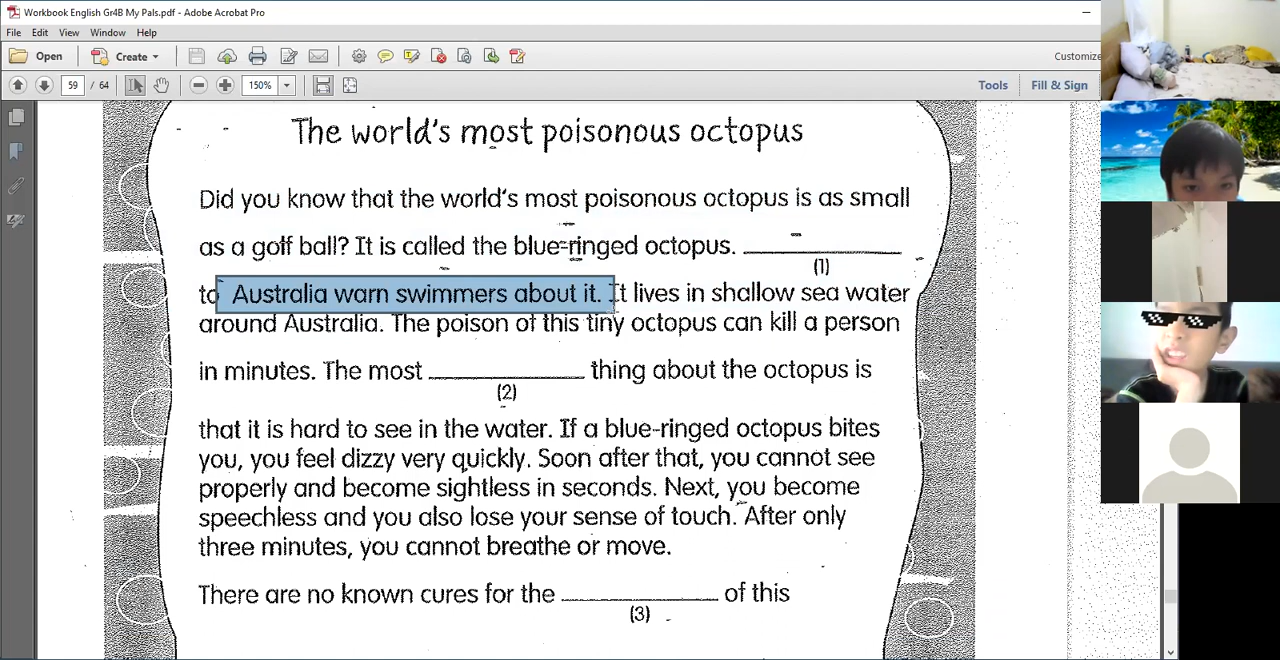 Workbook English Gr4B My Pals.pdf - Adobe Acrobat Pro
File Edit View Window Help
Open Create Customize
59 / 64 150% Tools Fill & Sign
The world's most poisonous octopus
Did you know that the world's most poisonous octopus is as small
as a golf ball? It is called the blue-ringed octopus. __________
(1)
to Australia warn swimmers about it. It lives in shallow sea water
around Australia. The poison of this tiny octopus can kill a person
in minutes. The most __________ thing about the octopus is
(2)
that it is hard to see in the water. If a blue-ringed octopus bites
you, you feel dizzy very quickly. Soon after that, you cannot see
properly and become sightless in seconds. Next, you become
speechless and you also lose your sense of touch. After only
three minutes, you cannot breathe or move.
There are no known cures for the __________ of this
(3)